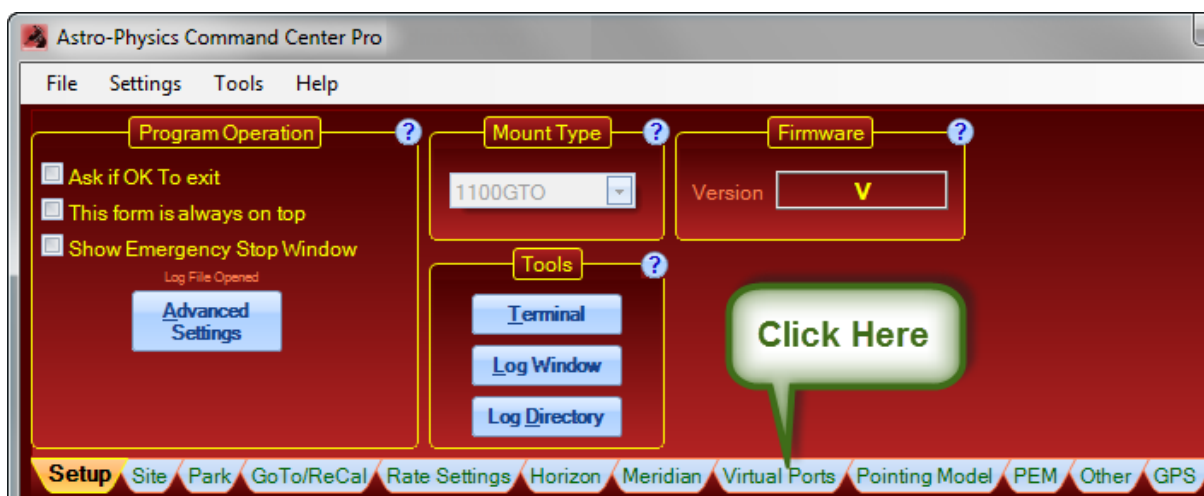 Astro-Physics Command Center Pro
File Settings Tools Help
Program Operation ?
Ask if OK To exit
This form is always on top
Show Emergency Stop Window
Log File Opened
Advanced
Settings
Mount Type ?
1100GTO
Firmware ?
Version V
Tools ?
Terminal
Log Window
Log Directory
Click Here
Setup Site Park GoTo/ReCal Rate Settings Horizon Meridian Virtual Ports Pointing Model PEM Other GPS